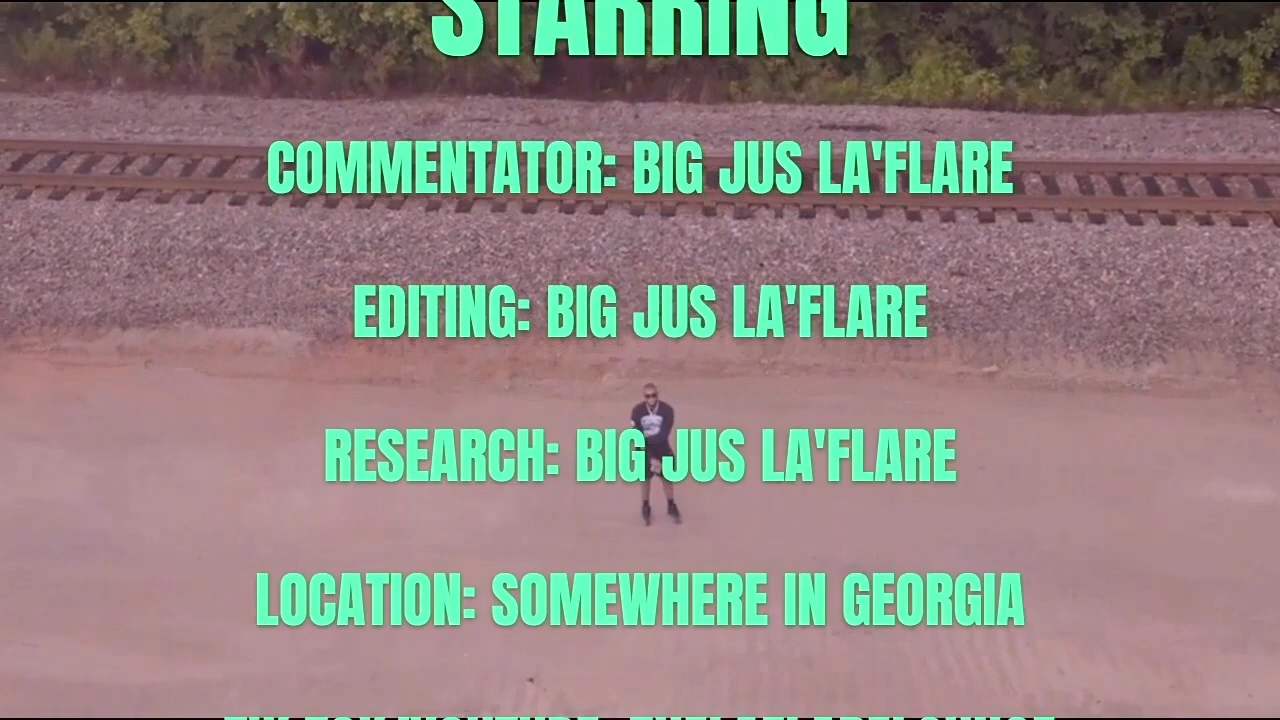 STARRING
COMMENTATOR: BIG JUS LA'FLARE
EDITING: BIG JUS LA'FLARE
RESEARCH: BIG JUS LA'FLARE
LOCATION: SOMEWHERE IN GEORGIA